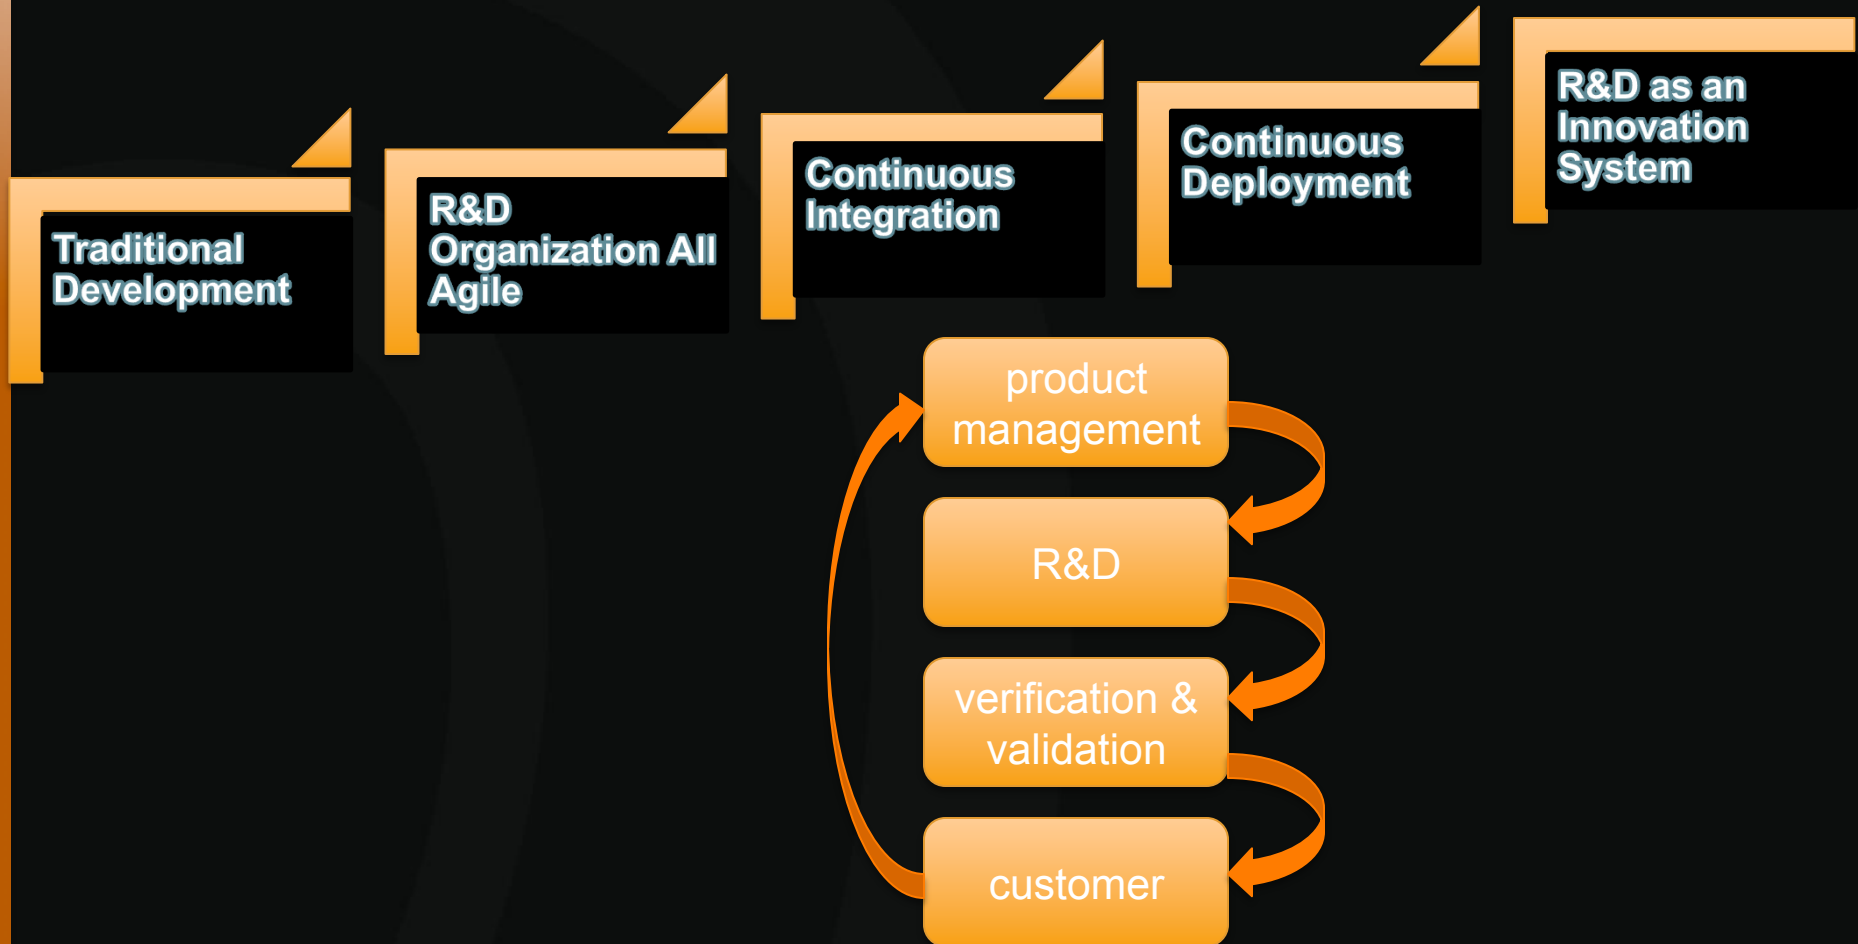 Traditional
Development
R&D
Organization All
Agile
Continuous
Integration
Continuous
Deployment
R&D as an
Innovation
System
product
management
R&D
verification &
validation
customer